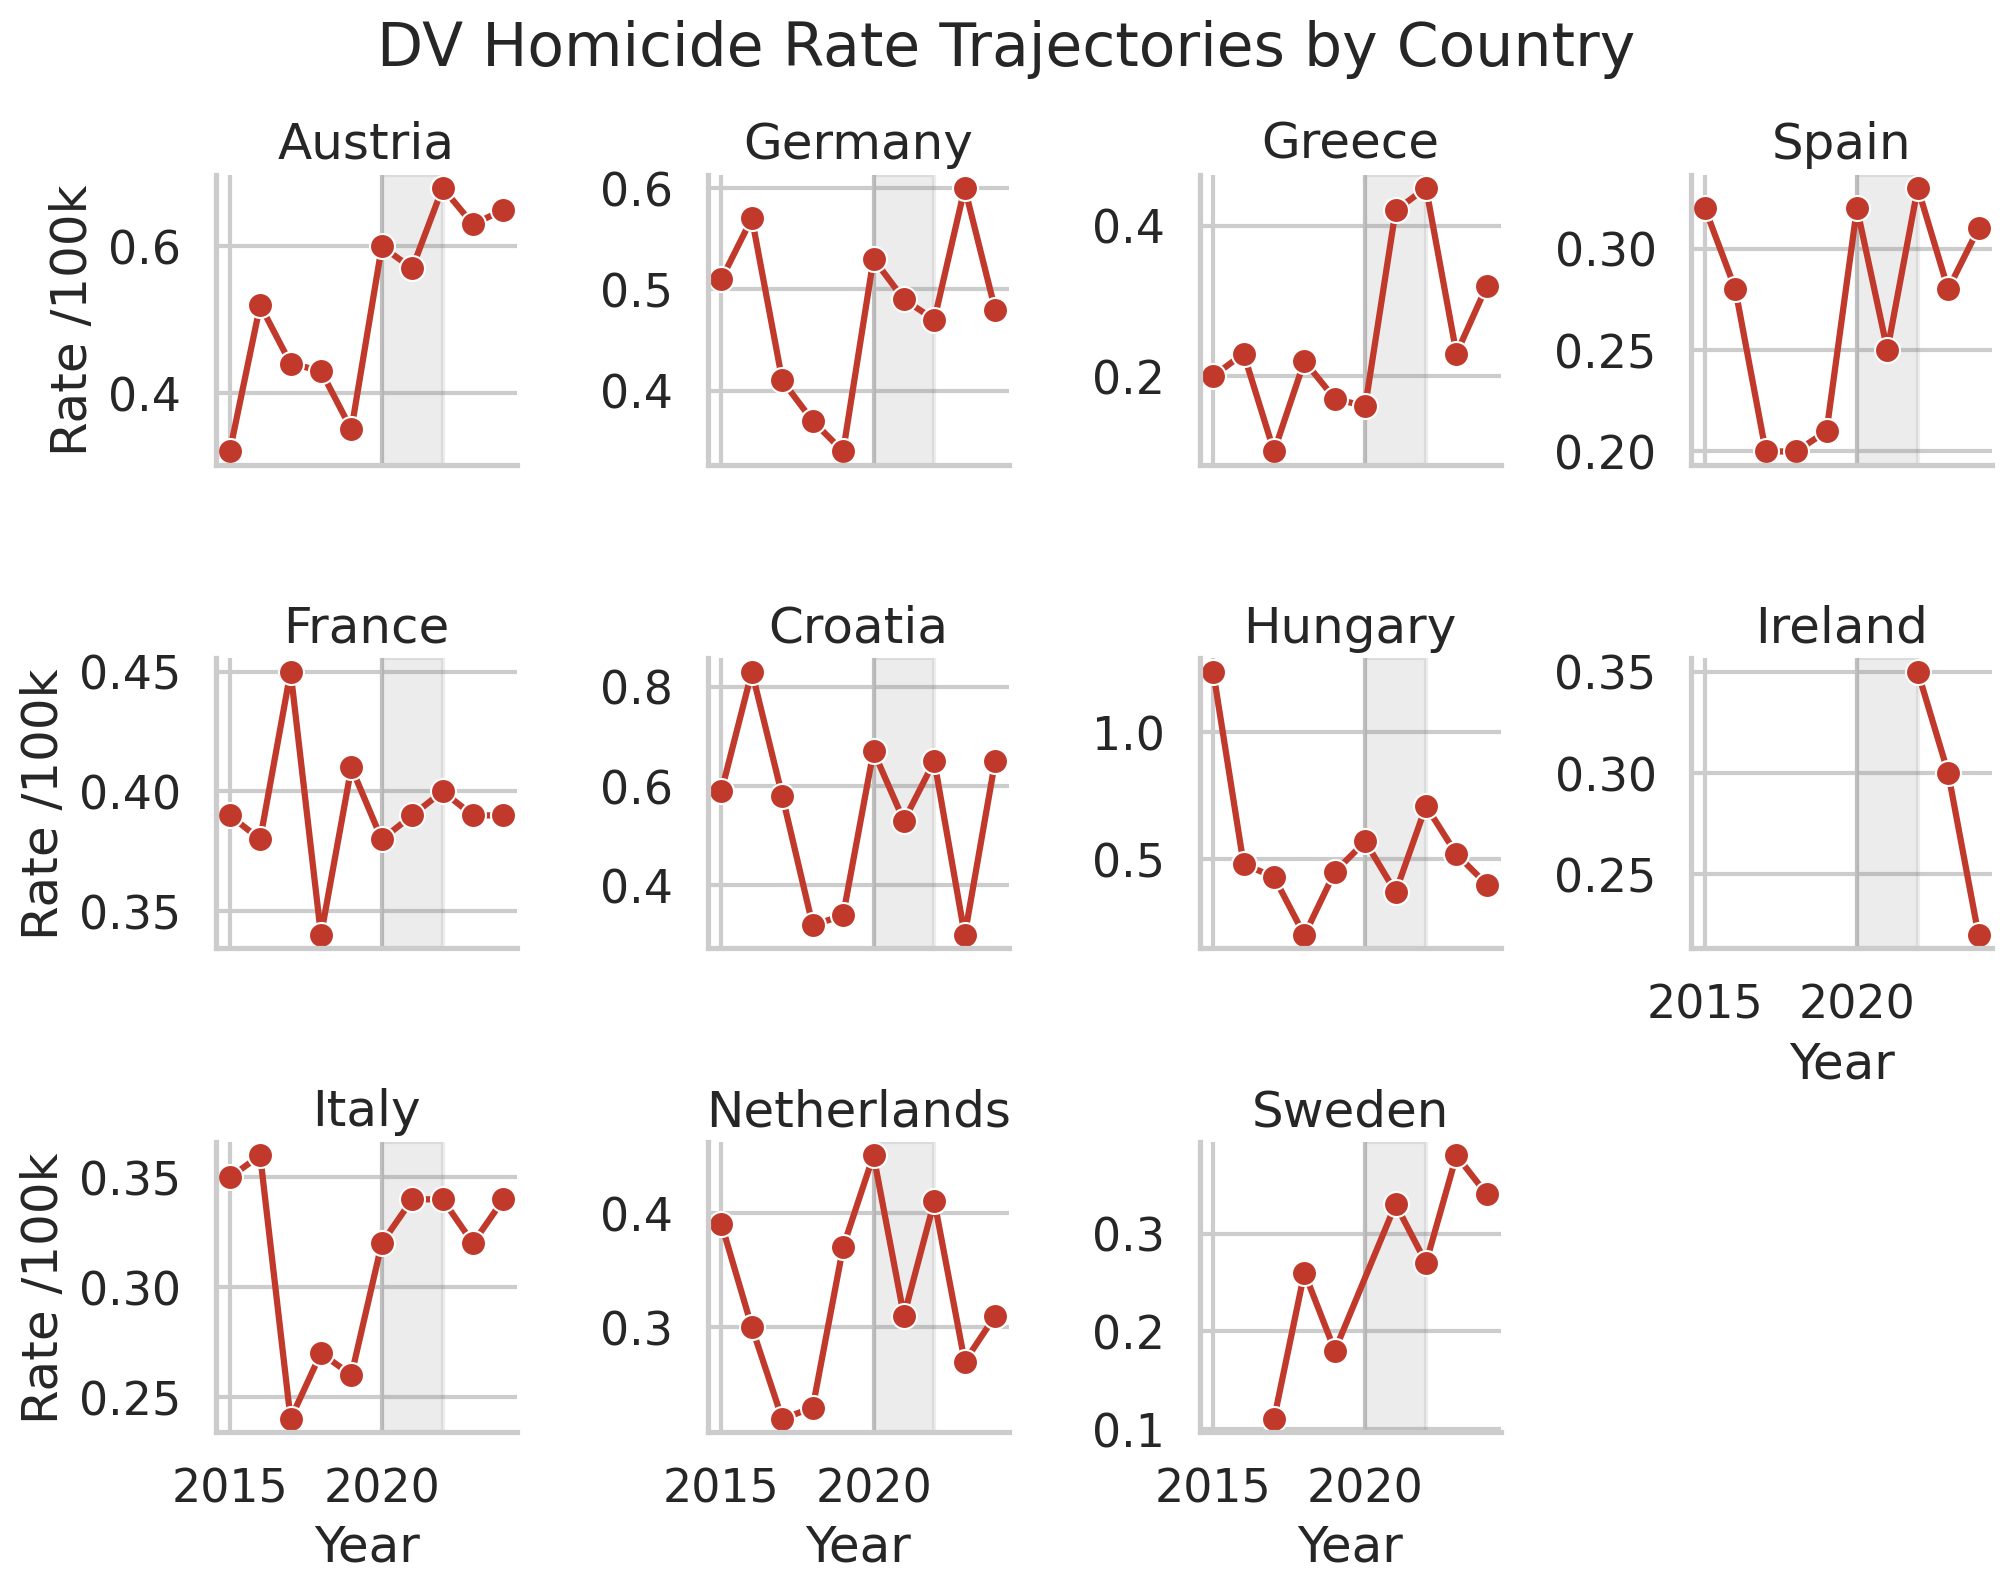 DV Homicide Rate Trajectories by Country
Austria
Germany
Greece
Spain
Rate /100k
0.6
0.4
0.6
0.5
0.4
0.4
0.2
0.30
0.25
0.20
France
Croatia
Hungary
Ireland
Rate /100k
0.45
0.40
0.35
0.8
0.6
0.4
1.0
0.5
0.35
0.30
0.25
2015 2020
Year
Italy
Netherlands
Sweden
Rate /100k
0.35
0.30
0.25
0.4
0.3
0.3
0.2
0.1
2015 2020
Year
2015 2020
Year
2015 2020
Year